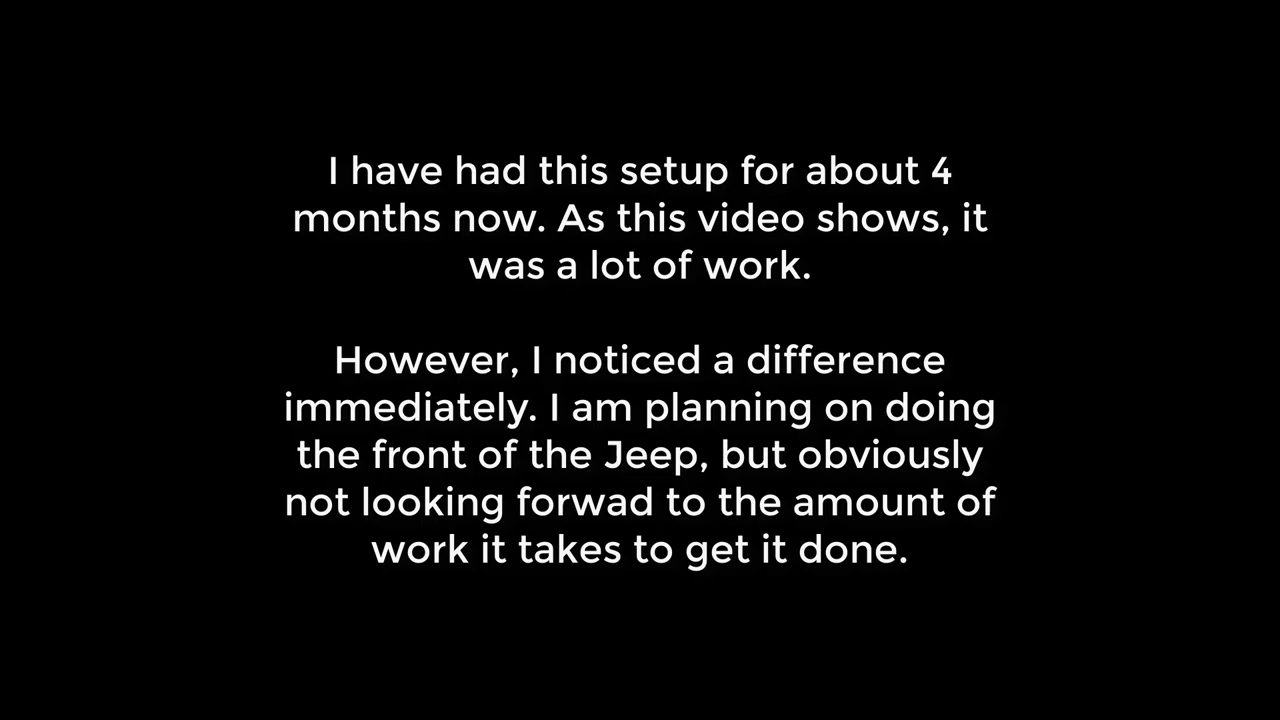 I have had this setup for about 4
months now. As this video shows, it
was a lot of work.
However, I noticed a difference
immediately. I am planning on doing
the front of the Jeep, but obviously
not looking forwad to the amount of
work it takes to get it done.